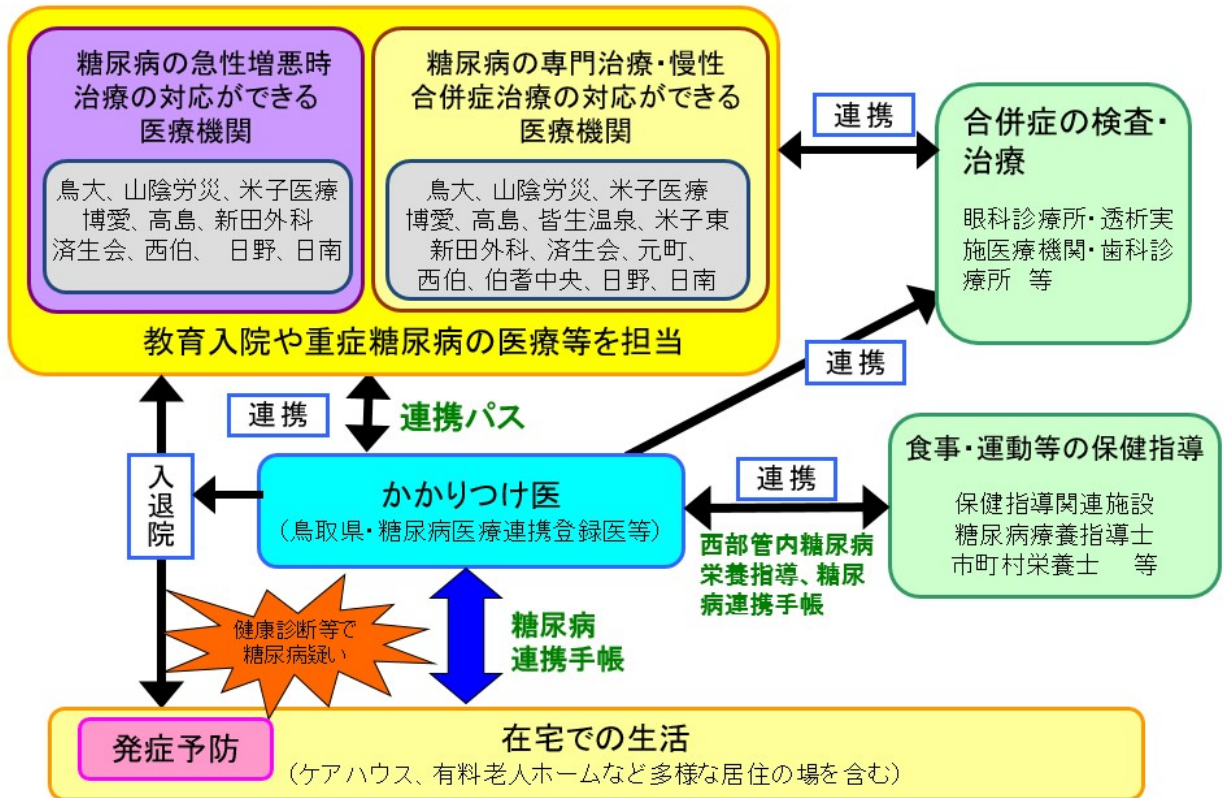 糖尿病の急性増悪時
治療の対応ができる
医療機関
鳥大、山陰労災、米子医療
博愛、高島、新田外科
済生会、西伯、　日野、日南
糖尿病の専門治療・慢性
合併症治療の対応ができる
医療機関
鳥大、山陰労災、米子医療
博愛、高島、皆生温泉、米子東
新田外科、済生会、元町、
西伯、伯耆中央、日野、日南
教育入院や重症糖尿病の医療等を担当
連携
合併症の検査・
治療
眼科診療所・透析実
施医療機関・歯科診
療所　等
連携
連携
連携パス
入退院
かかりつけ医
（鳥取県・糖尿病医療連携登録医等）
連携
西部管内糖尿病
栄養指導、糖尿
病連携手帳
食事・運動等の保健指導
保健指導関連施設
糖尿病療養指導士
市町村栄養士　等
健康診断等で
糖尿病疑い
糖尿病
連携手帳
発症予防
在宅での生活
（ケアハウス、有料老人ホームなど多様な居住の場を含む）